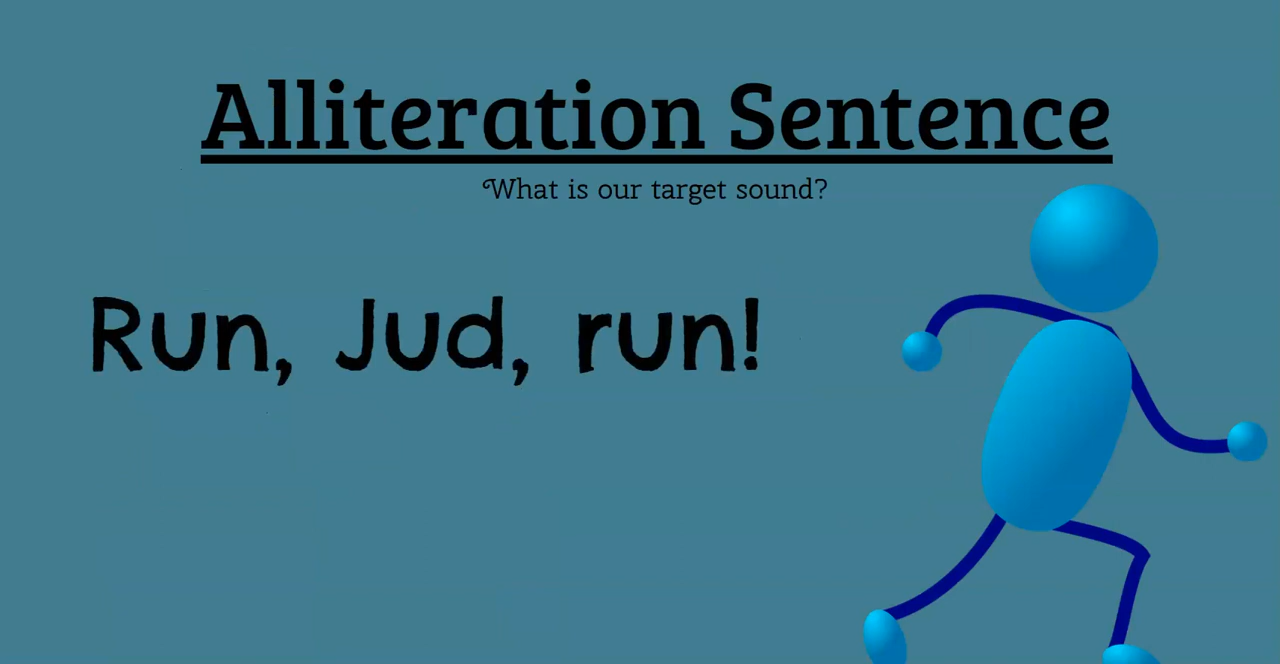 Alliteration Sentence
What is our target sound?
Run, Jud, run!